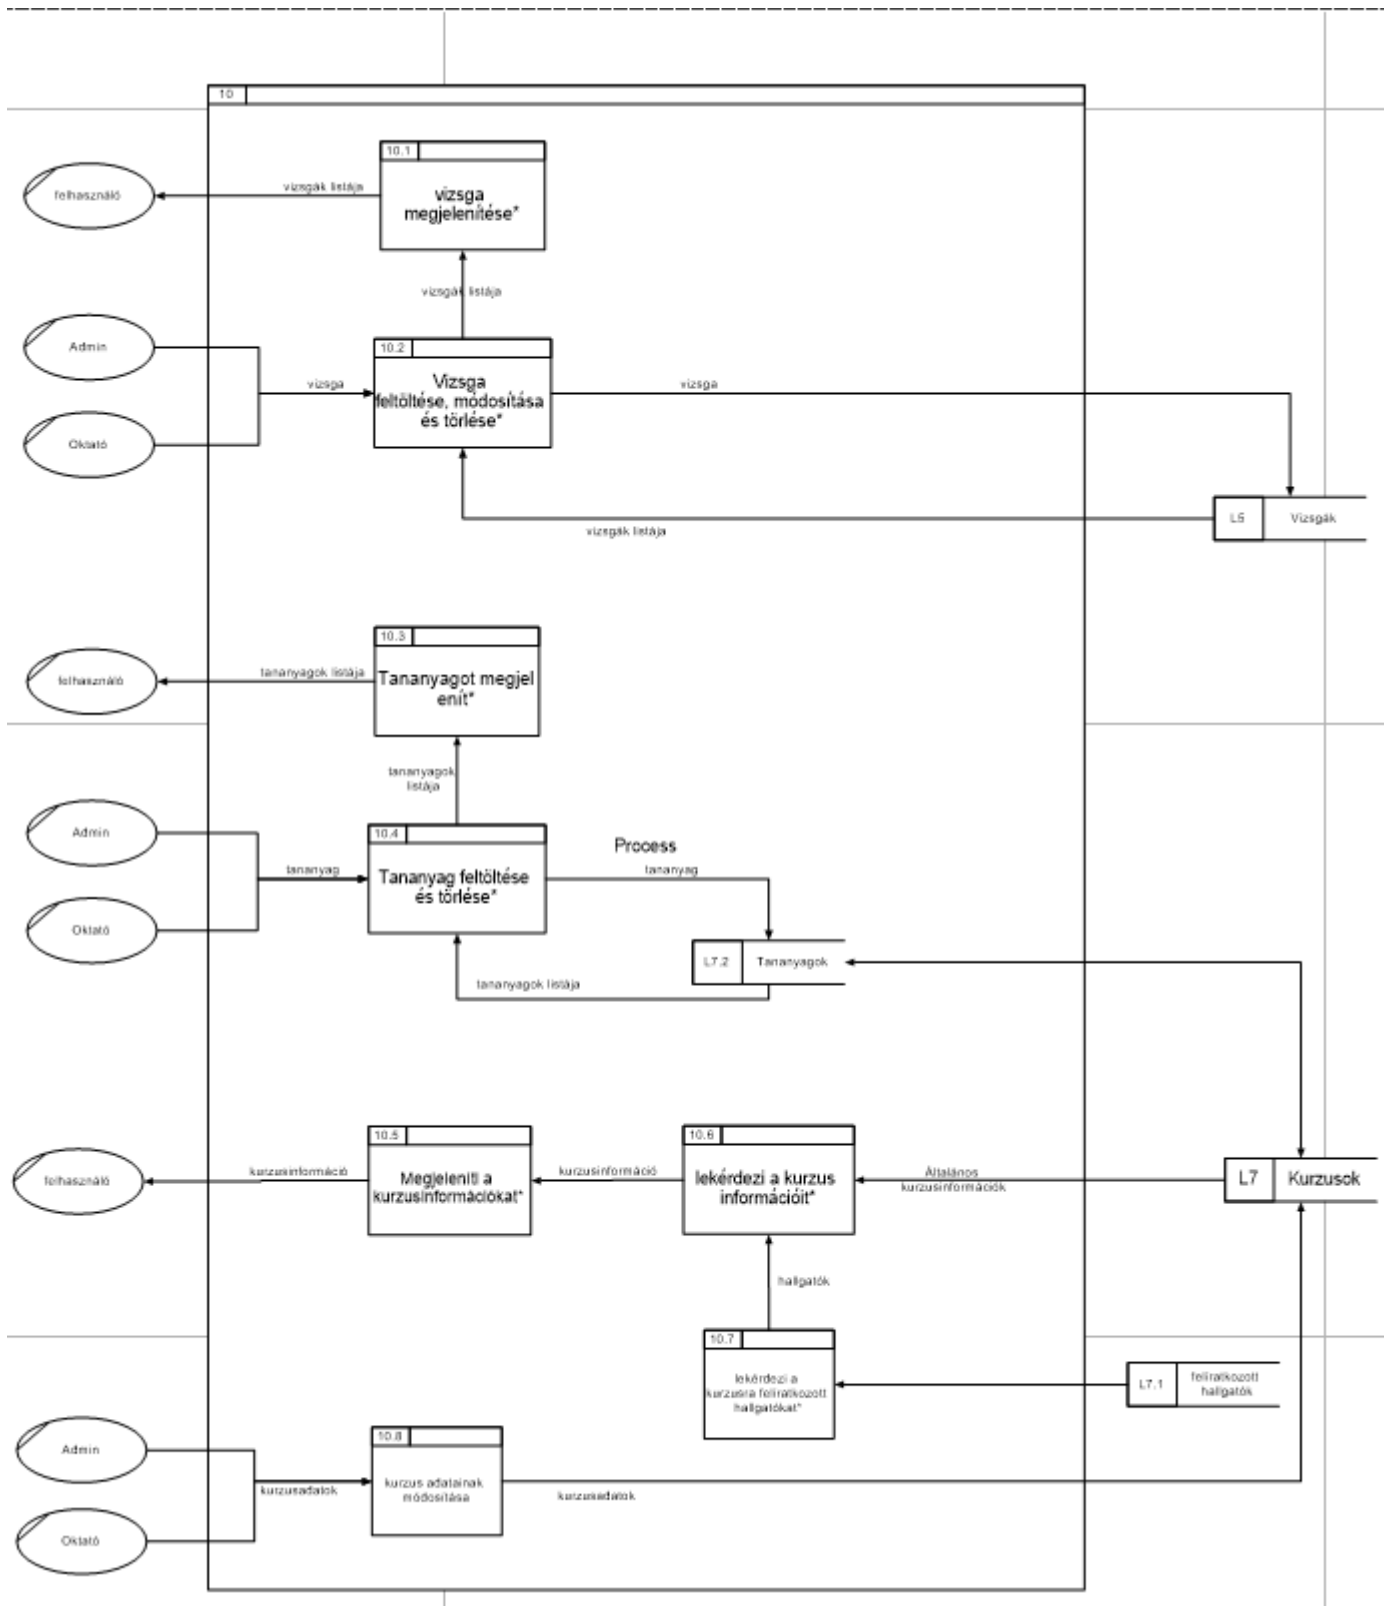 10
10.1
vizsga
megjelenítése*
felhasználó
vizsgák listája
vizsgák listája
Admin
10.2
Vizsga
feltöltése, módosítása
és törlése*
vizsga
vizsga
Oktató
L5
Vizsgák
vizsgák listája
10.3
Tananyagot megjel
enít*
felhasználó
tananyagok listája
tananyagok
listája
Admin
10.4
Tananyag feltöltése
és törlése*
Process
tananyag
tananyag
Oktató
L7.2
Tananyagok
tananyagok listája
10.5
Megjeleníti a
kurzusinformációkat*
10.6
lekérdezi a kurzus
információit*
felhasználó
kurzusinformáció
kurzusinformáció
Általános
kurzusinformációk
L7
Kurzusok
hallgatók
10.7
lekérdezi a
kurzusra feliratkozott
hallgatókat*
L7.1
feliratkozott
hallgatók
Admin
10.8
kurzus adatainak
módosítása
kurzusadatok
kurzusadatok
Oktató